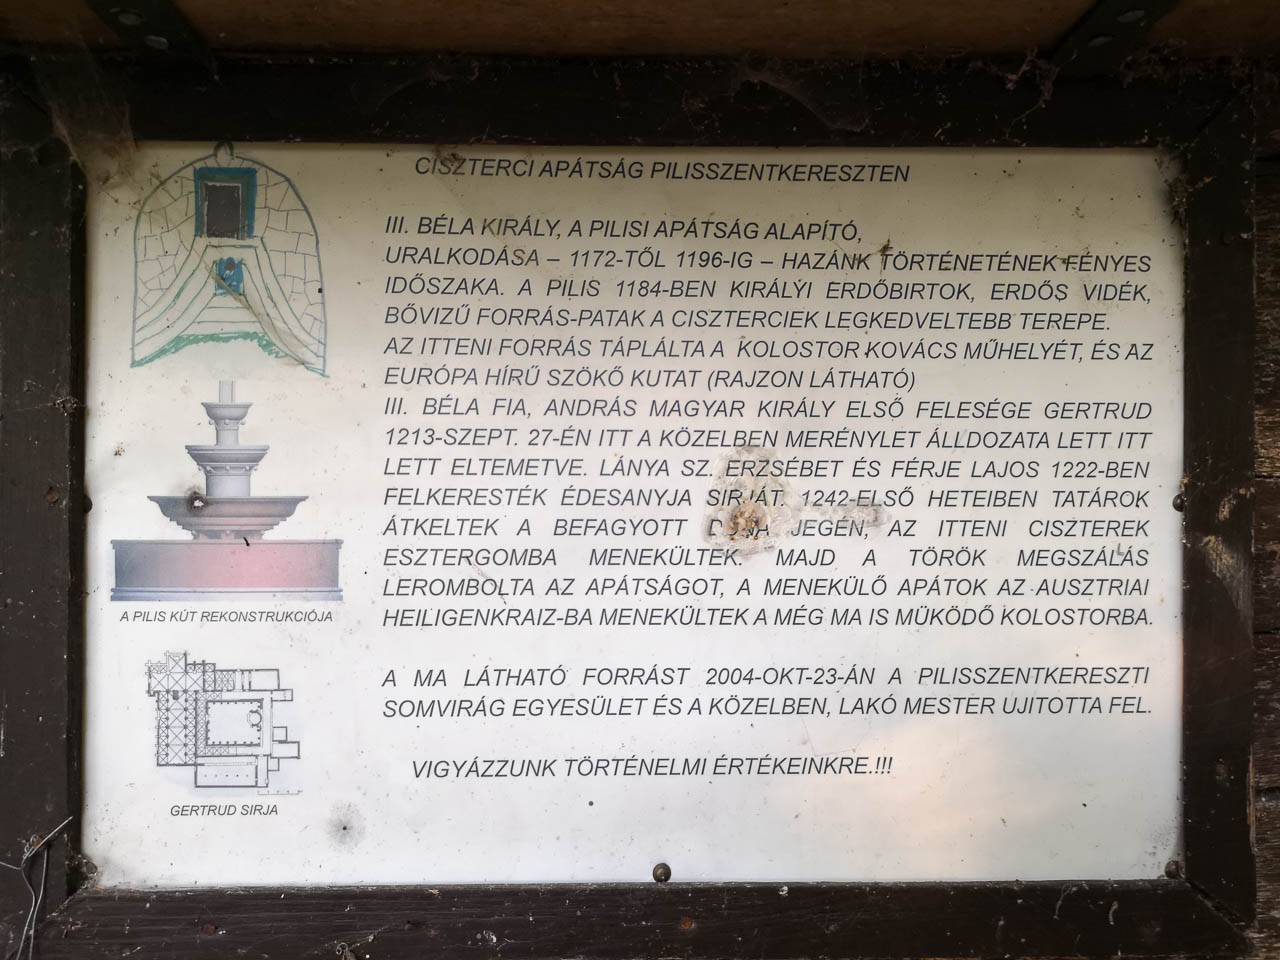 CISZTERCI APÁTSÁG PILISSZENTKERESZTEN
III. BÉLA KIRÁLY, A PILISI APÁTSÁG ALAPÍTÓ,
URALKODÁSA – 1172-TŐL 1196-IG – HAZÁNK TÖRTÉNETÉNEK FÉNYES
IDŐSZAKA. A PILIS 1184-BEN KIRÁLYI ERDŐBIRTOK, ERDŐS VIDÉK,
BŐVIZŰ FORRÁS-PATAK A CISZTERCIEK LEGKEDVELTEBB TEREPE.
AZ ITTENI FORRÁS TÁPLÁLTA A KOLOSTOR KOVÁCS MŰHELYÉT, ÉS AZ
EURÓPA HÍRŰ SZÖKŐ KUTAT (RAJZON LÁTHATÓ)
III. BÉLA FIA, ANDRÁS MAGYAR KIRÁLY ELSŐ FELESÉGE GERTRUD
1213-SZEPT. 27-ÉN ITT A KÖZELBEN MERÉNYLET ÁLLDOZATA LETT ITT
LETT ELTEMETVE. LÁNYA SZ. ERZSÉBET ÉS FÉRJE LAJOS 1222-BEN
FELKERESTÉK ÉDESANYJA SIRJÁT. 1242-ELSŐ HETEIBEN TATÁROK
ÁTKELTEK A BEFAGYOTT JEGÉN, AZ ITTENI CISZTEREK
ESZTERGOMBA MENEKÜLTEK. MAJD A TÖRÖK MEGSZÁLÁS
LEROMBOLTA AZ APÁTSÁGOT, A MENEKÜLŐ APÁTOK AZ AUSZTRIAI
HEILIGENKRAIZ-BA MENEKÜLTEK A MÉG MA IS MÜKÖDŐ KOLOSTORBA.
A MA LÁTHATÓ FORRÁST 2004-OKT-23-ÁN A PILISSZENTKERESZTI
SOMVIRÁG EGYESÜLET ÉS A KÖZELBEN, LAKÓ MESTER UJITOTTA FEL.
VIGYÁZZUNK TÖRTÉNELMI ÉRTÉKEINKRE.!!!
A PILIS KÚT REKONSTRUKCIÓJA
GERTRUD SIRJA